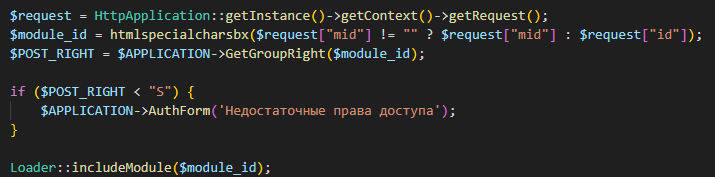 $request = HttpApplication::getInstance()->getContext()->getRequest();
$module_id = htmlspecialcharsbx($request["mid"] != "" ? $request["mid"] : $request["id"]);
$POST_RIGHT = $APPLICATION->GetGroupRight($module_id);
if ($POST_RIGHT < "S") {
$APPLICATION->AuthForm('Недостаточные права доступа');
}
Loader::includeModule($module_id);